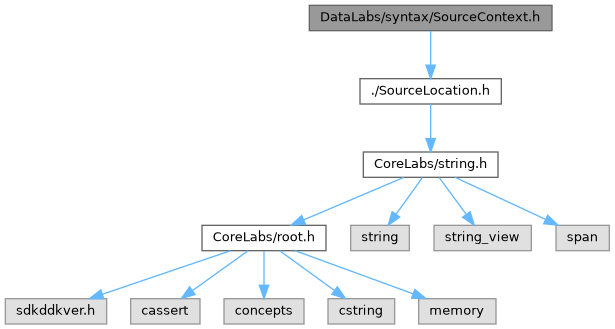 DataLabs/syntax/SourceContext.h
./SourceLocation.h
CoreLabs/string.h
CoreLabs/root.h
string
string_view
span
sdkddkver.h
cassert
concepts
cstring
memory